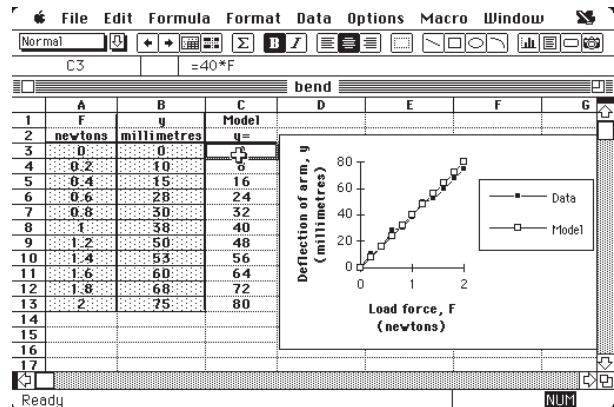 File Edit Formula Format Data Options Macro Window
Normal Σ B I
C3 =40*F
bend
A B C D E F G
1 F y Model
2 newtons millimetres y=
3 0 0
4 0.2 10 8
5 0.4 15 16
6 0.6 28 24
7 0.8 30 32
8 1 38 40
9 1.2 50 48
10 1.4 53 56
11 1.6 60 64
12 1.8 68 72
13 2 75 80
14
15
16
17
Deflection of arm, y
(millimetres)
80
60
40
20
0
0 1 2
Load force, F
(newtons)
Data
Model
Ready NUM